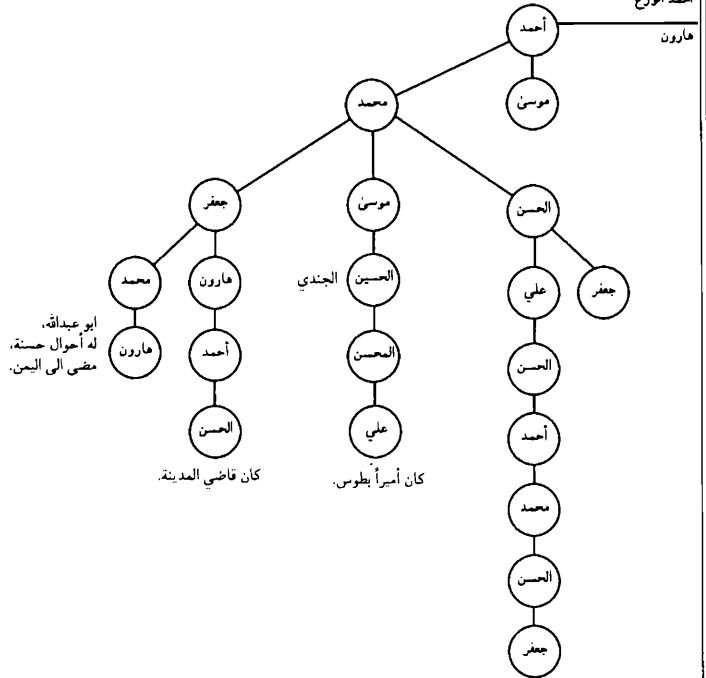 أحمد
هارون
موسىٰ
محمد
جعفر
موسىٰ
الحسن
محمد
هارون
الحسين
الجندي
علي
جعفر
ابو عبدالله،
له أحوال حسنة،
مضى الى اليمن.
هارون
أحمد
المحسن
الحسن
الحسن
علي
أحمد
كان قاضي المدينة.
كان أميراً بطوس.
محمد
الحسن
جعفر